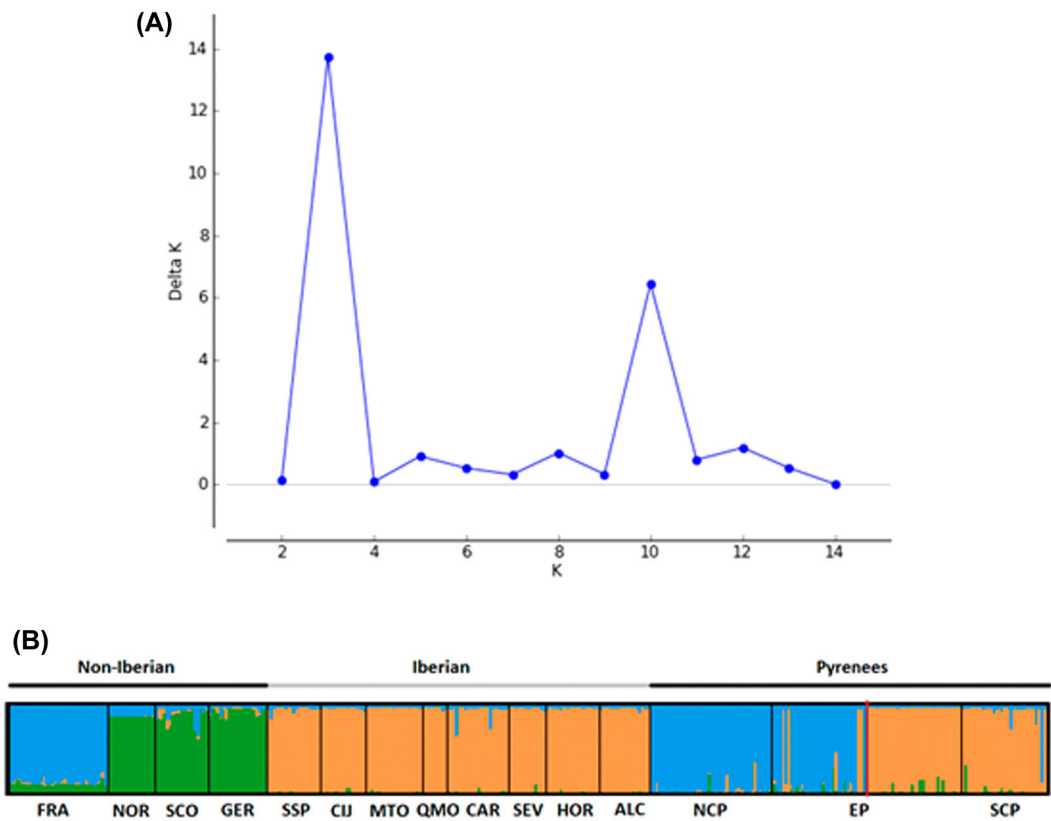 (A)
14
12
10
8
6
4
2
0
Delta K
2 4 6 8 10 12 14
K
(B)
Non-Iberian Iberian Pyrenees
FRA NOR SCO GER SSP CIJ MTO QMO CAR SEV HOR ALC NCP EP SCP